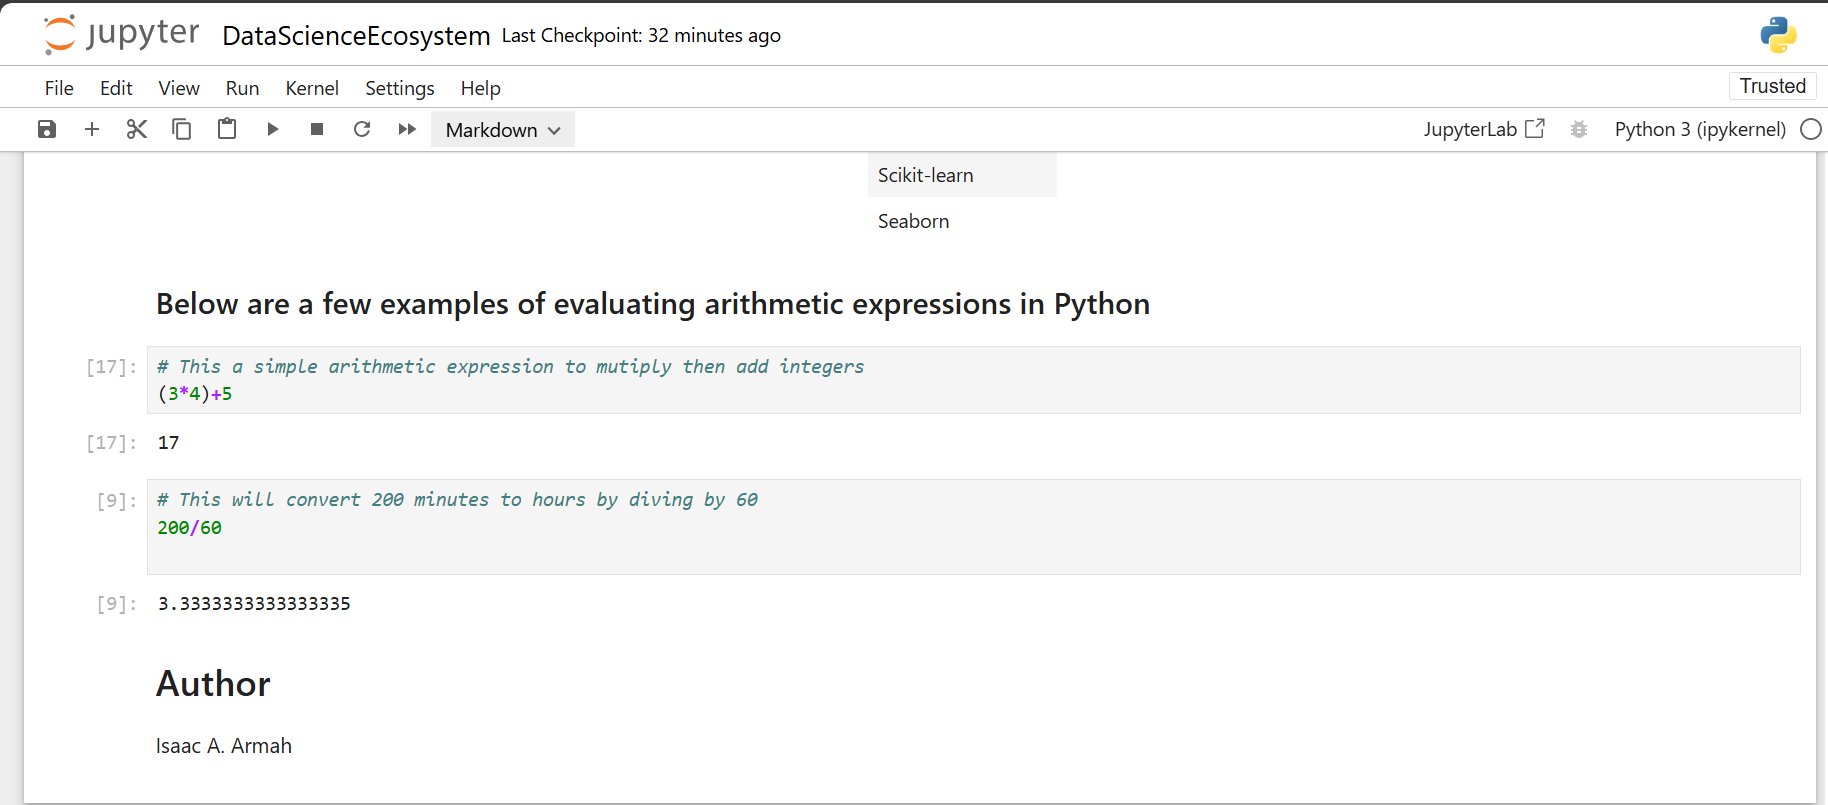 jupyter DataScienceEcosystem Last Checkpoint: 32 minutes ago
File Edit View Run Kernel Settings Help Trusted
Markdown JupyterLab Python 3 (ipykernel)
Scikit-learn
Seaborn
Below are a few examples of evaluating arithmetic expressions in Python
[17]: # This a simple arithmetic expression to mutiply then add integers
(3*4)+5
[17]: 17
[9]: # This will convert 200 minutes to hours by diving by 60
200/60
[9]: 3.3333333333333335
Author
Isaac A. Armah